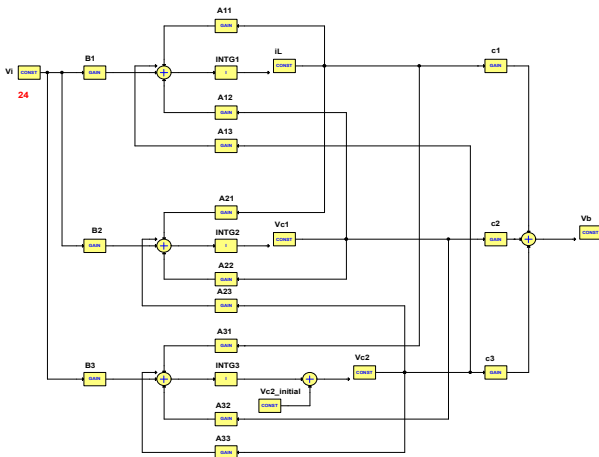 A11
GAIN
B1
INTG1
iL
c1
Vi
CONST
GAIN
I
CONST
GAIN
24
A12
GAIN
A13
GAIN
A21
GAIN
B2
INTG2
Vc1
c2
Vb
GAIN
I
CONST
GAIN
CONST
A22
GAIN
A23
GAIN
A31
GAIN
B3
INTG3
Vc2
c3
GAIN
I
CONST
GAIN
Vc2_initial
CONST
A32
GAIN
A33
GAIN